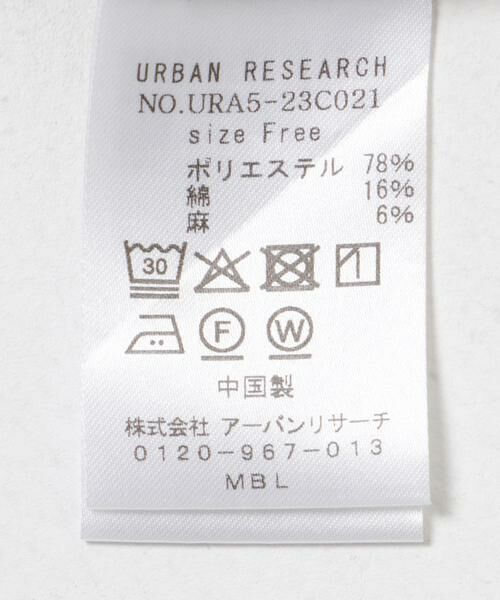 URBAN RESEARCH
NO.URA5-23C021
size Free
ポリエステル 78%
綿 16%
麻 6%
30
F W
中国製
株式会社 アーバンリサーチ
0120-967-013
MBL